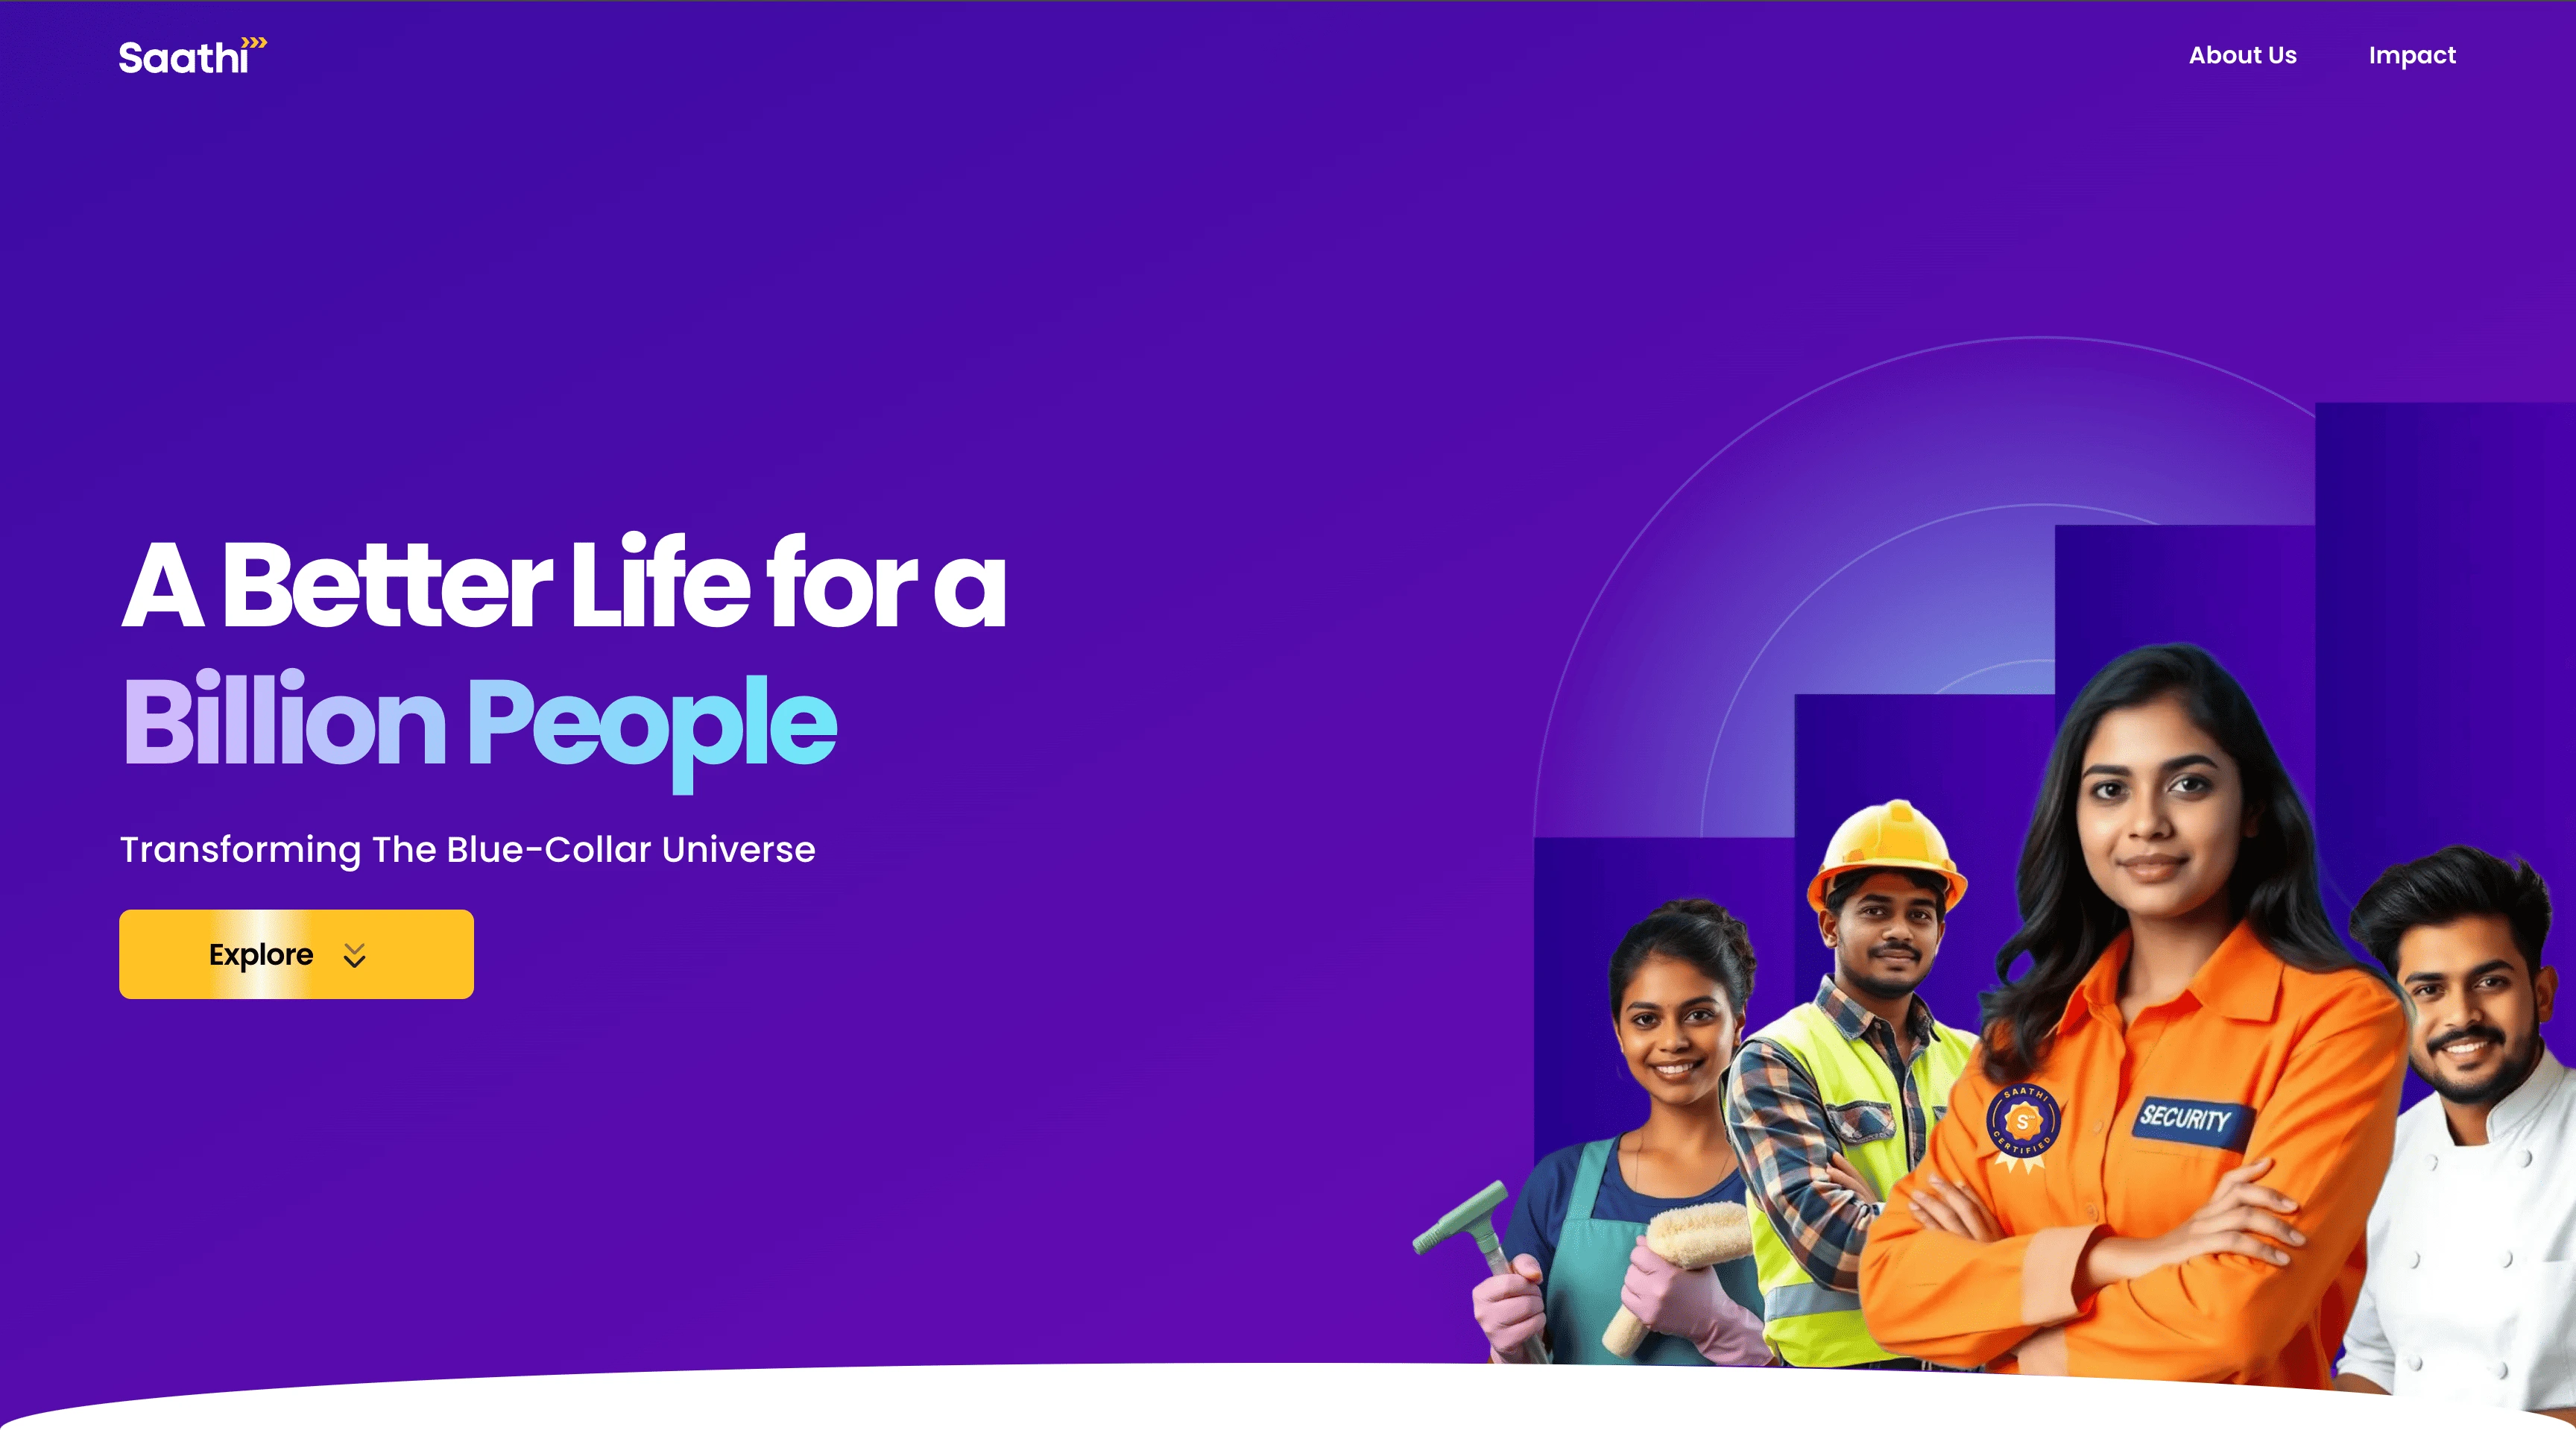 Saathi
About Us
Impact
A Better Life for a
Billion People
Transforming The Blue-Collar Universe
Explore
SAATHI
S
CERTIFIED
SECURITY